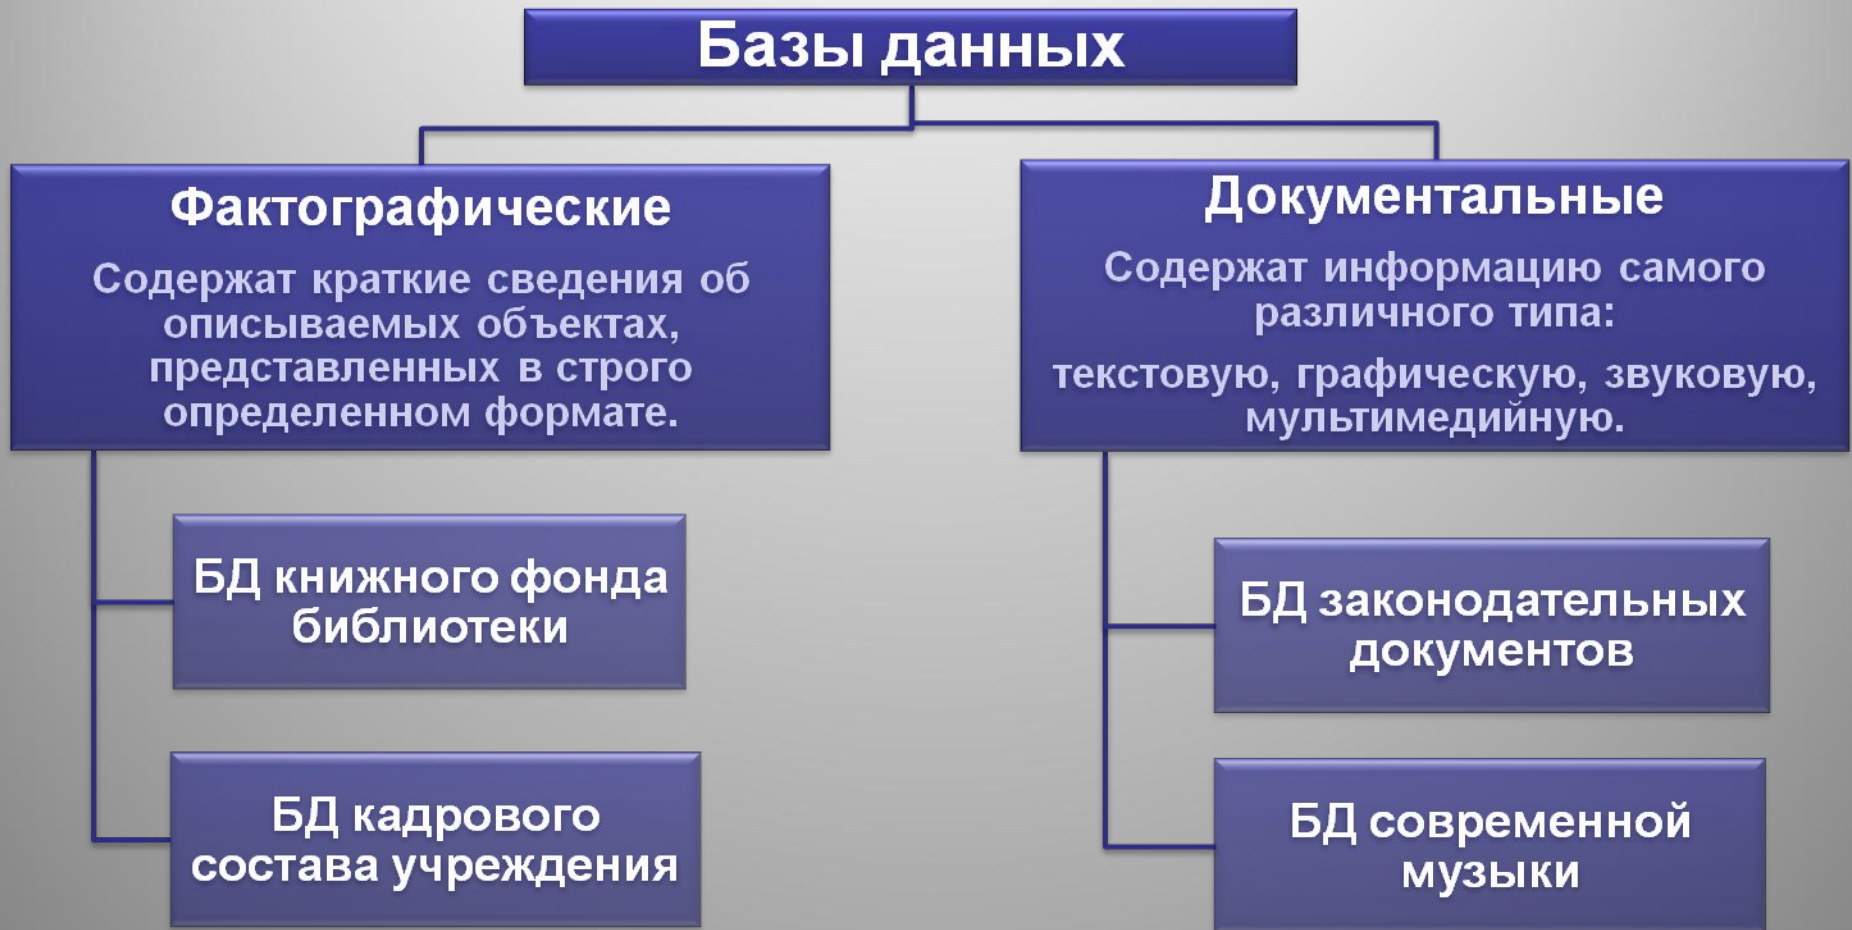 Базы данных
Фактографические
Содержат краткие сведения об
описываемых объектах,
представленных в строго
определенном формате.
БД книжного фонда
библиотеки
БД кадрового
состава учреждения
Документальные
Содержат информацию самого
различного типа:
текстовую, графическую, звуковую,
мультимедийную.
БД законодательных
документов
БД современной
музыки